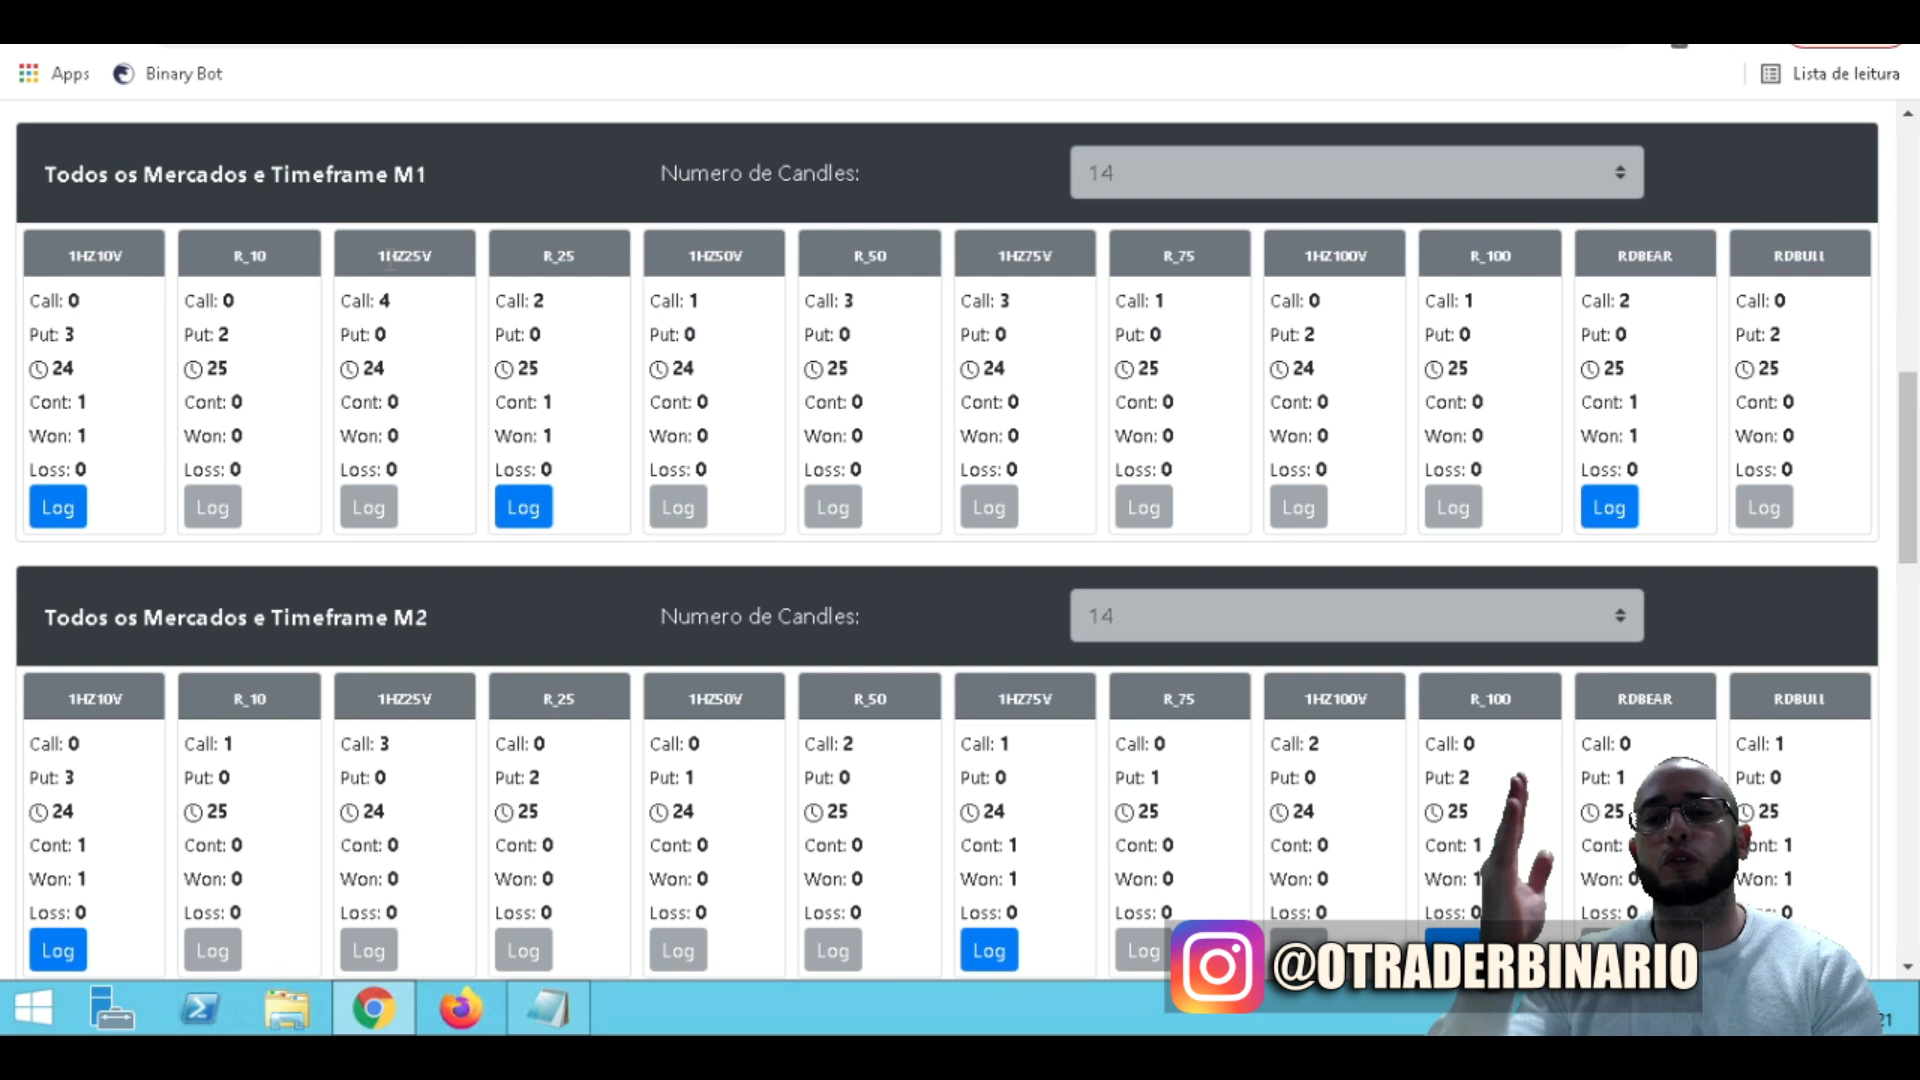 Apps Binary Bot Lista de leitura
Todos os Mercados e Timeframe M1 Numero de Candles: 14
1HZ10V R_10 1HZ25V R_25 1HZ50V R_50 1HZ75V R_75 1HZ100V R_100 RDBEAR RDBULL
Call: 0 Call: 0 Call: 4 Call: 2 Call: 1 Call: 3 Call: 3 Call: 1 Call: 0 Call: 1 Call: 2 Call: 0
Put: 3 Put: 2 Put: 0 Put: 0 Put: 0 Put: 0 Put: 0 Put: 0 Put: 2 Put: 0 Put: 0 Put: 2
24 25 24 25 24 25 24 25 24 25 25 25
Cont: 1 Cont: 0 Cont: 0 Cont: 1 Cont: 0 Cont: 0 Cont: 0 Cont: 0 Cont: 0 Cont: 0 Cont: 1 Cont: 0
Won: 1 Won: 0 Won: 0 Won: 1 Won: 0 Won: 0 Won: 0 Won: 0 Won: 0 Won: 0 Won: 1 Won: 0
Loss: 0 Loss: 0 Loss: 0 Loss: 0 Loss: 0 Loss: 0 Loss: 0 Loss: 0 Loss: 0 Loss: 0 Loss: 0 Loss: 0
Log Log Log Log Log Log Log Log Log Log Log Log
Todos os Mercados e Timeframe M2 Numero de Candles: 14
1HZ10V R_10 1HZ25V R_25 1HZ50V R_50 1HZ75V R_75 1HZ100V R_100 RDBEAR RDBULL
Call: 0 Call: 1 Call: 3 Call: 0 Call: 0 Call: 2 Call: 1 Call: 0 Call: 2 Call: 0 Call: 0 Call: 1
Put: 3 Put: 0 Put: 0 Put: 2 Put: 1 Put: 0 Put: 0 Put: 1 Put: 0 Put: 2 Put: 1 Put: 0
24 25 24 25 24 25 24 25 24 25 25 25
Cont: 1 Cont: 0 Cont: 0 Cont: 0 Cont: 0 Cont: 0 Cont: 1 Cont: 0 Cont: 0 Cont: 1 Cont: ont: 1
Won: 1 Won: 0 Won: 0 Won: 0 Won: 0 Won: 0 Won: 1 Won: 0 Won: 0 Won: 1 Won: 0 Won: 1
Loss: 0 Loss: 0 Loss: 0 Loss: 0 Loss: 0 Loss: 0 Loss: 0 Loss: 0 Loss: 0 Loss: 0 Loss: 0 0
Log Log Log Log Log Log Log Log
@OTRADERBINARIO
21